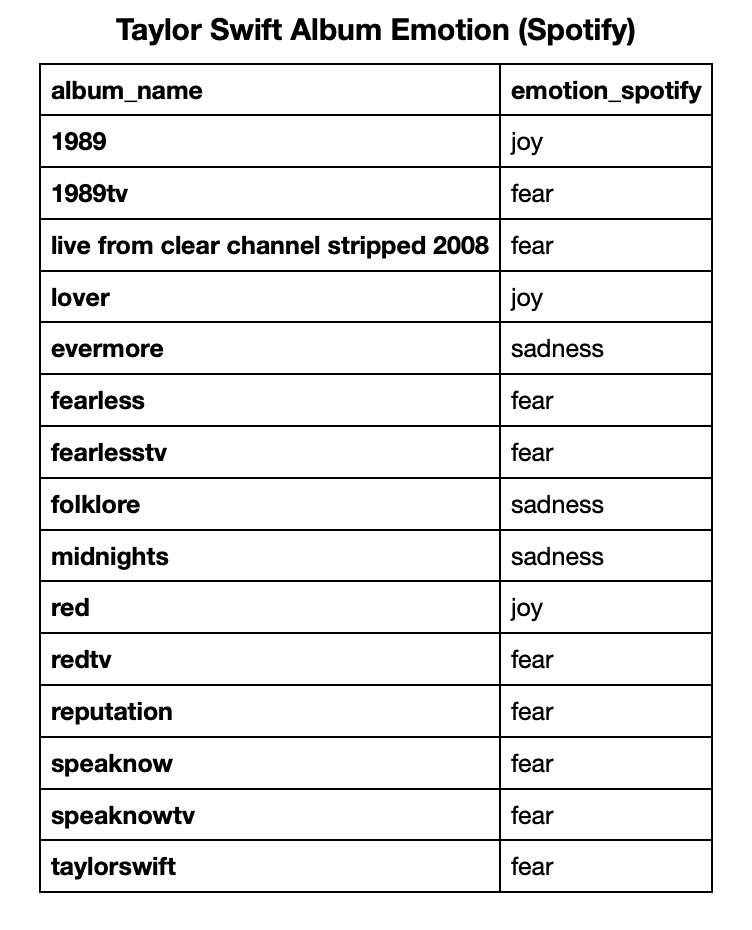 Taylor Swift Album Emotion (Spotify)
album_name emotion_spotify
1989 joy
1989tv fear
live from clear channel stripped 2008 fear
lover joy
evermore sadness
fearless fear
fearlesstv fear
folklore sadness
midnights sadness
red joy
redtv fear
reputation fear
speaknow fear
speaknowtv fear
taylorswift fear